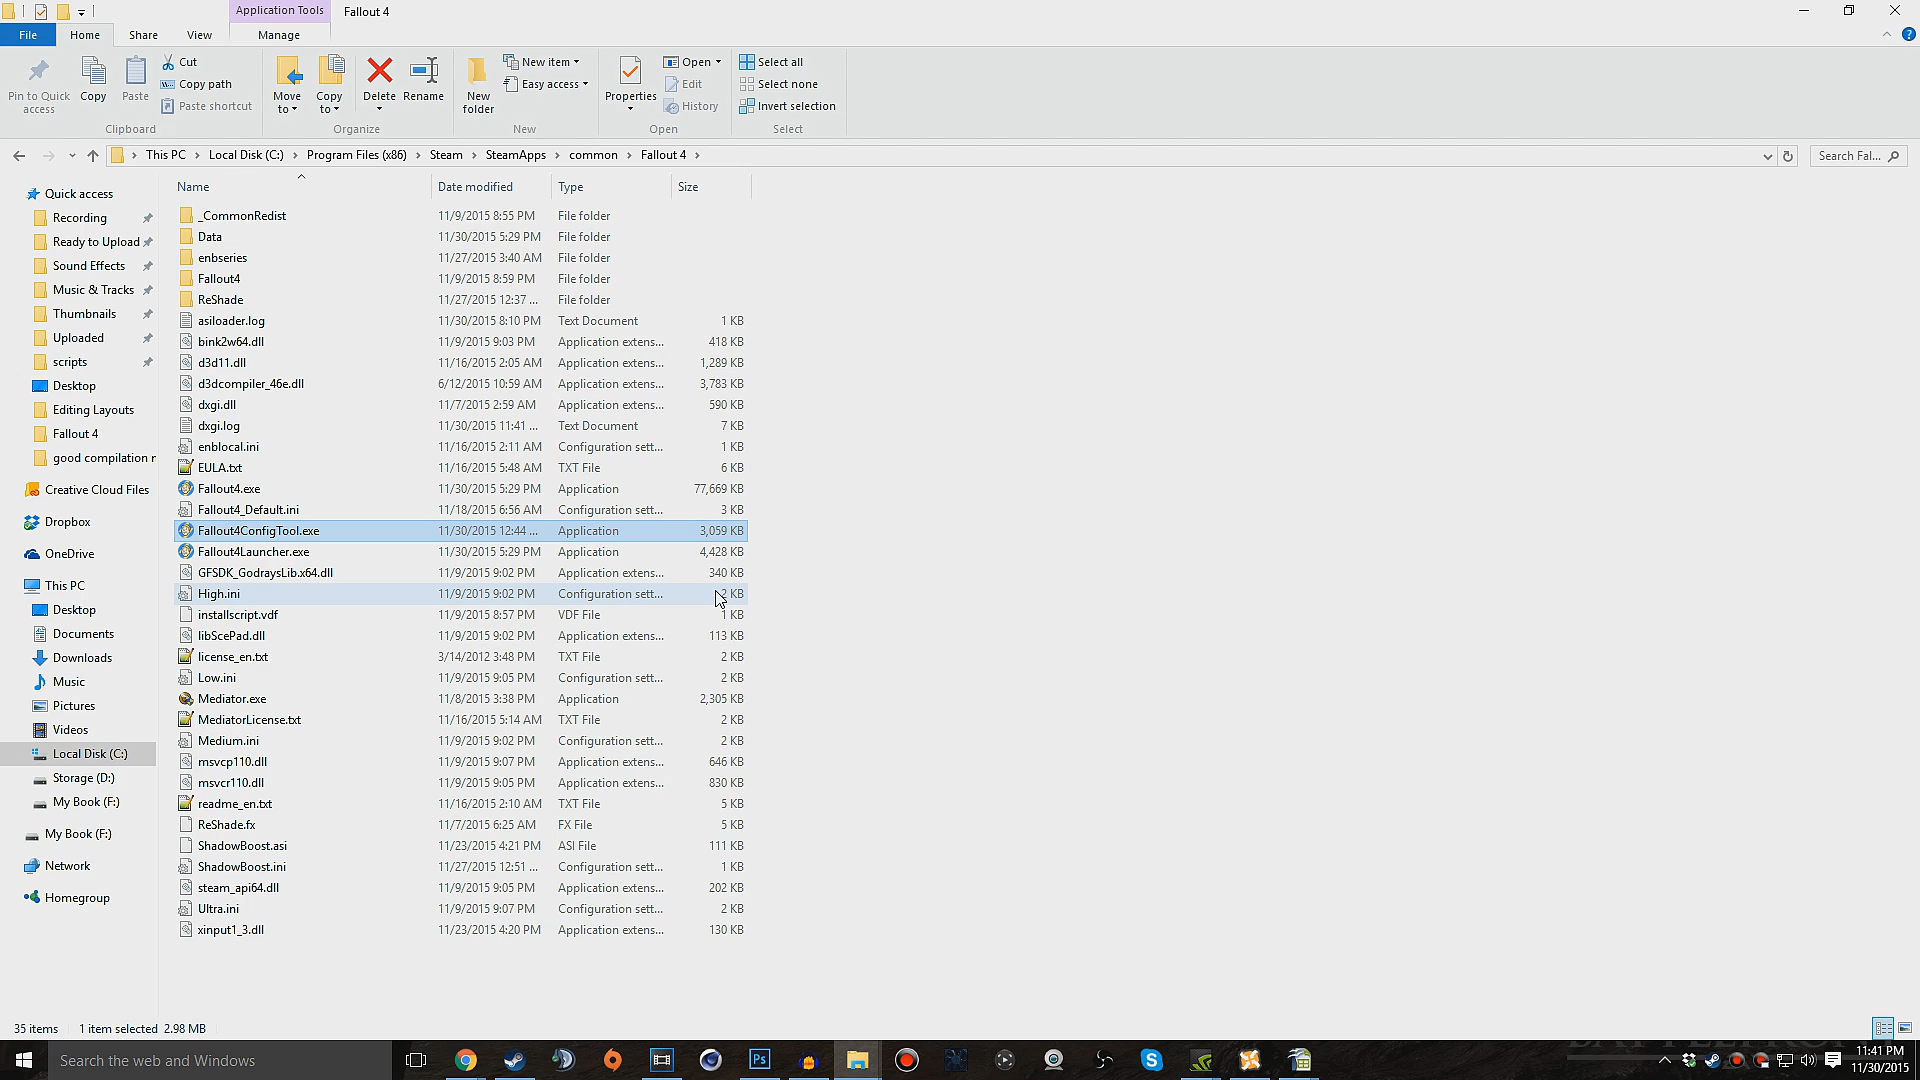 Application Tools Fallout 4
File Home Share View Manage
Pin to Quick access
Copy
Paste
Cut
Copy path
Paste shortcut
Clipboard
Move to
Copy to
Delete
Rename
Organize
New folder
New item
Easy access
New
Properties
Open
Edit
History
Open
Select all
Select none
Invert selection
Select
This PC Local Disk (C:) Program Files (x86) Steam SteamApps common Fallout 4
Search Fal...
Quick access
Recording
Ready to Upload
Sound Effects
Music & Tracks
Thumbnails
Uploaded
scripts
Desktop
Editing Layouts
Fallout 4
good compilation
Creative Cloud Files
Dropbox
OneDrive
This PC
Desktop
Documents
Downloads
Music
Pictures
Videos
Local Disk (C:)
Storage (D:)
My Book (F:)
My Book (F:)
Network
Homegroup
Name Date modified Type Size
_CommonRedist 11/9/2015 8:55 PM File folder
Data 11/30/2015 5:29 PM File folder
enbseries 11/27/2015 3:40 AM File folder
Fallout4 11/9/2015 8:59 PM File folder
ReShade 11/27/2015 12:37 ... File folder
asiloader.log 11/30/2015 8:10 PM Text Document 1 KB
bink2w64.dll 11/9/2015 9:03 PM Application extens... 418 KB
d3d11.dll 11/16/2015 2:05 AM Application extens... 1,289 KB
d3dcompiler_46e.dll 6/12/2015 10:59 AM Application extens... 3,783 KB
dxgi.dll 11/7/2015 2:59 AM Application extens... 590 KB
dxgi.log 11/30/2015 11:41 ... Text Document 7 KB
enblocal.ini 11/16/2015 2:11 AM Configuration sett... 1 KB
EULA.txt 11/16/2015 5:48 AM TXT File 6 KB
Fallout4.exe 11/30/2015 5:29 PM Application 77,669 KB
Fallout4_Default.ini 11/18/2015 6:56 AM Configuration sett... 3 KB
Fallout4ConfigTool.exe 11/30/2015 12:44 ... Application 3,059 KB
Fallout4Launcher.exe 11/30/2015 5:29 PM Application 4,428 KB
GFSDK_GodraysLib.x64.dll 11/9/2015 9:02 PM Application extens... 340 KB
High.ini 11/9/2015 9:02 PM Configuration sett... 2 KB
installscript.vdf 11/9/2015 8:57 PM VDF File 1 KB
libScePad.dll 11/9/2015 9:02 PM Application extens... 113 KB
license_en.txt 3/14/2012 3:48 PM TXT File 2 KB
Low.ini 11/9/2015 9:05 PM Configuration sett... 2 KB
Mediator.exe 11/8/2015 3:38 PM Application 2,305 KB
MediatorLicense.txt 11/16/2015 5:14 AM TXT File 2 KB
Medium.ini 11/9/2015 9:02 PM Configuration sett... 2 KB
msvcp110.dll 11/9/2015 9:07 PM Application extens... 646 KB
msvcr110.dll 11/9/2015 9:05 PM Application extens... 830 KB
readme_en.txt 11/16/2015 2:10 AM TXT File 5 KB
ReShade.fx 11/7/2015 6:25 AM FX File 5 KB
ShadowBoost.asi 11/23/2015 4:21 PM ASI File 111 KB
ShadowBoost.ini 11/27/2015 12:51 ... Configuration sett... 1 KB
steam_api64.dll 11/9/2015 9:05 PM Application extens... 202 KB
Ultra.ini 11/9/2015 9:07 PM Configuration sett... 2 KB
xinput1_3.dll 11/23/2015 4:20 PM Application extens... 130 KB
35 items 1 item selected 2.98 MB
Search the web and Windows
Ps
11:41 PM
11/30/2015